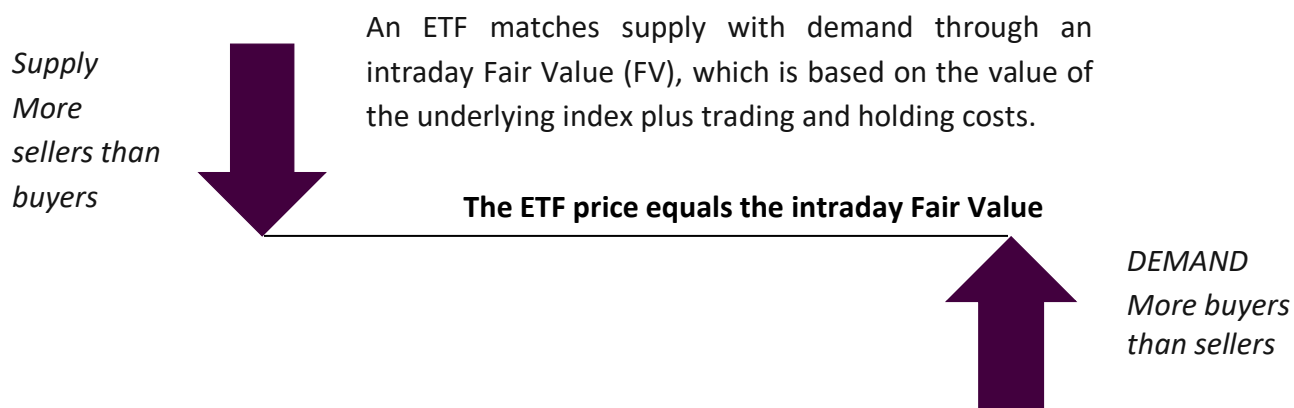 An ETF matches supply with demand through an
intraday Fair Value (FV), which is based on the value of
the underlying index plus trading and holding costs.
Supply
More
sellers than
buyers
The ETF price equals the intraday Fair Value
DEMAND
More buyers
than sellers